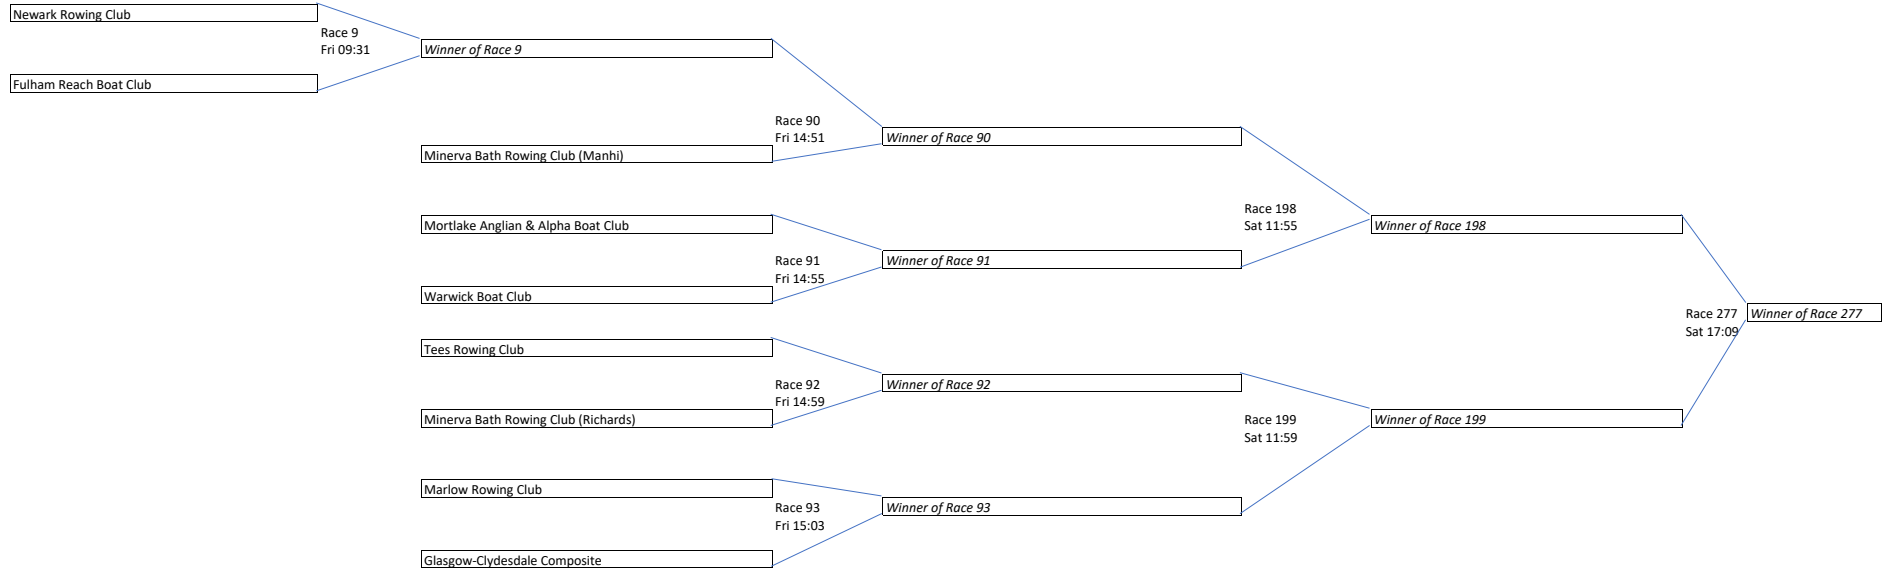 Newark Rowing Club
Race 9
Fri 09:31
Winner of Race 9
Fulham Reach Boat Club
Race 90
Fri 14:51
Winner of Race 90
Minerva Bath Rowing Club (Manhi)
Race 198
Sat 11:55
Winner of Race 198
Mortlake Anglian & Alpha Boat Club
Race 91
Fri 14:55
Winner of Race 91
Warwick Boat Club
Race 277
Sat 17:09
Winner of Race 277
Tees Rowing Club
Race 92
Fri 14:59
Winner of Race 92
Minerva Bath Rowing Club (Richards)
Race 199
Sat 11:59
Winner of Race 199
Marlow Rowing Club
Race 93
Fri 15:03
Winner of Race 93
Glasgow-Clydesdale Composite